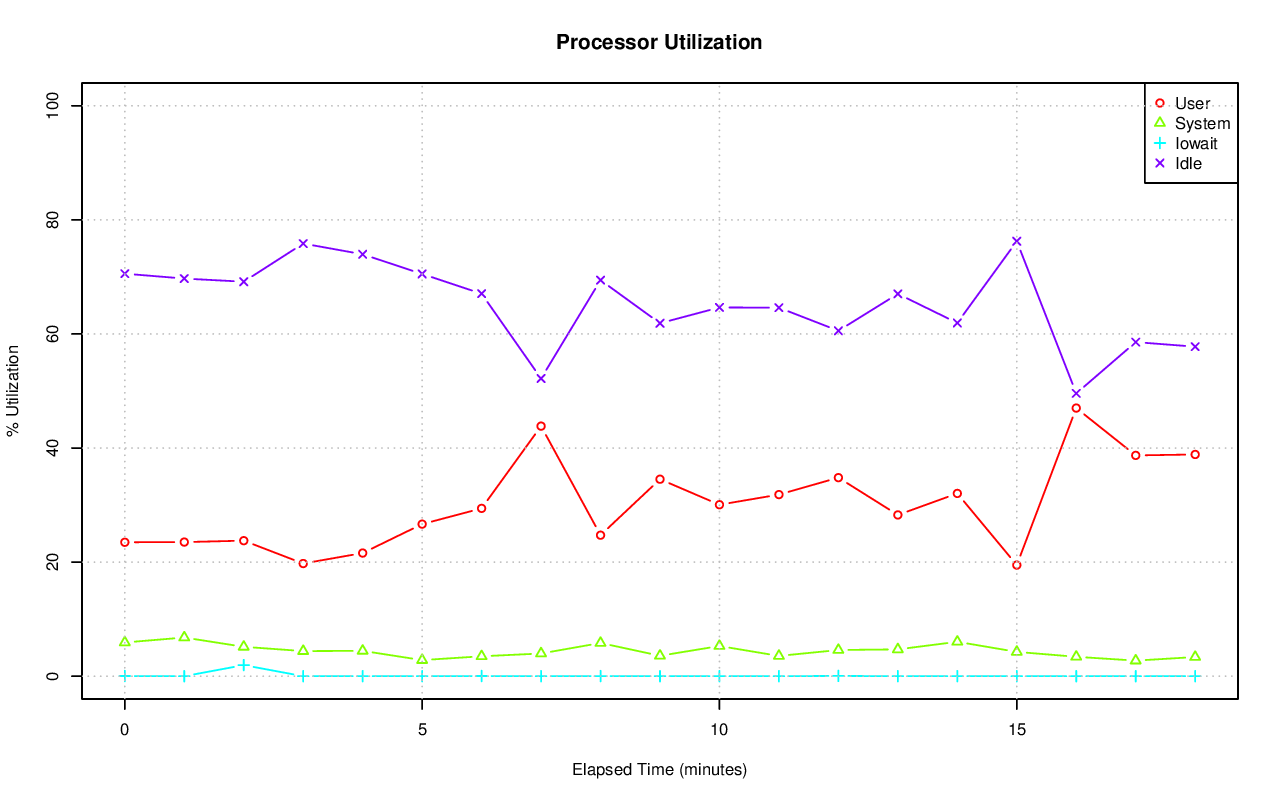 Processor Utilization
% Utilization
100
80
60
40
20
0
User
System
Iowait
Idle
0 5 10 15
Elapsed Time (minutes)